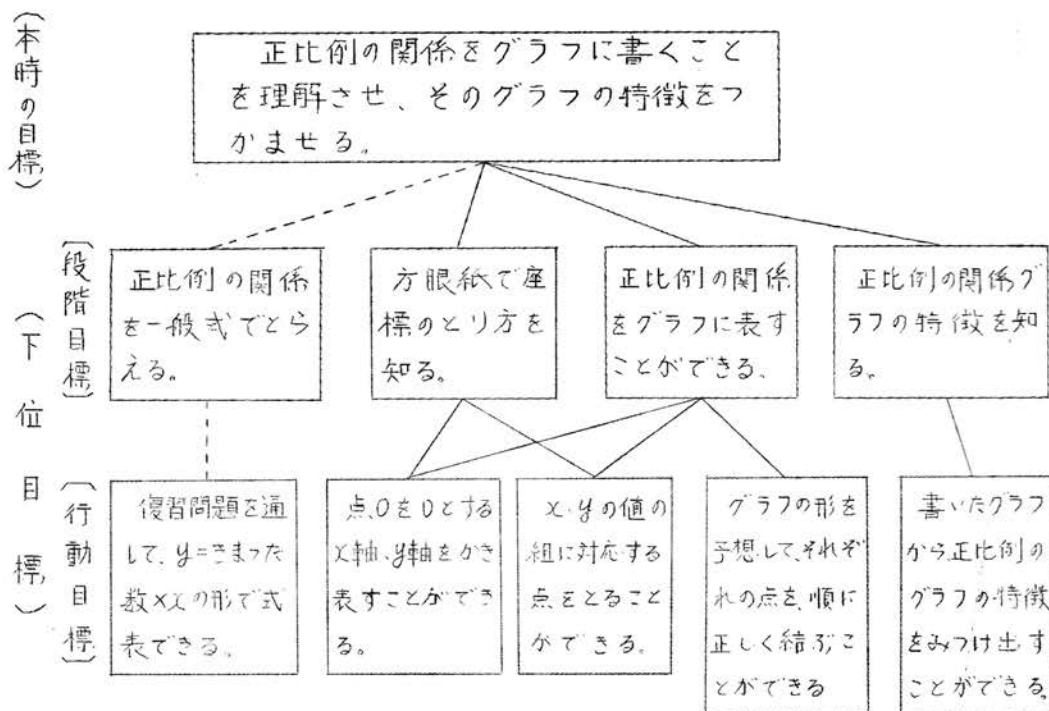 (本時の目標)
正比例の関係をグラフに書くこと
を理解させ、そのグラフの特徴をつ
かませる。
(下位目標)
〔段階目標〕
正比例の関係
を一般式でとら
える。
方眼紙で座
標のとり方を
知る。
正比例の関係
をグラフに表す
ことができる、
正比例の関係グ
ラフの特徴を知
る。
〔行動目標〕
復習問題を通
して、y=きまった
数×xの形で式
表できる。
点、0を0とする
x軸、y軸をかき
表すことができ
る。
x、yの値の
組に対応する
点をとること
ができる。
グラフの形を
予想して、それぞ
れの点を、順に
正しく結ぶこ
とができる
書いたグラフ
から、正比例の
グラフの特徴
をみつけ出す
ことができる。